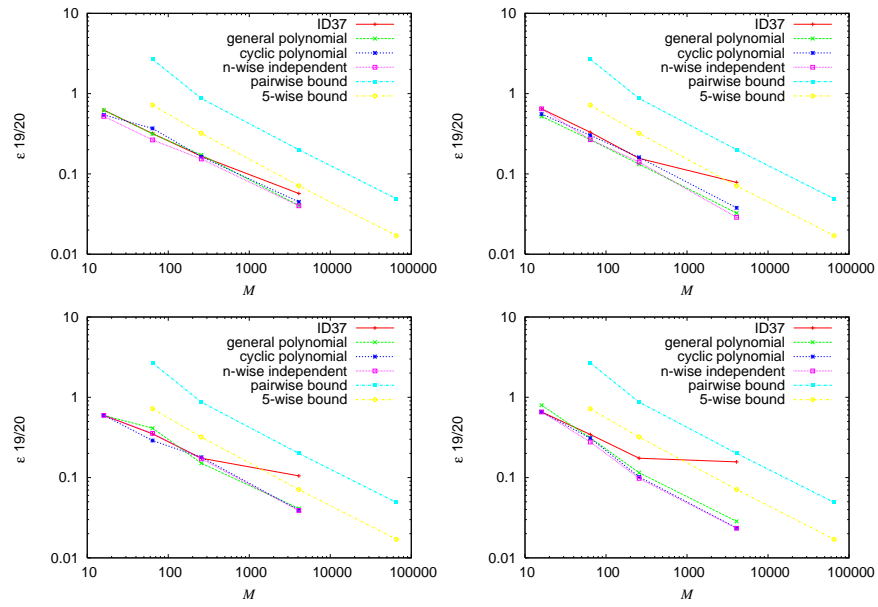 10
1
0.1
0.01
ε 19/20
10
100
1000
10000
100000
M
ID37
general polynomial
cyclic polynomial
n-wise independent
pairwise bound
5-wise bound
10
1
0.1
0.01
ε 19/20
10
100
1000
10000
100000
M
ID37
general polynomial
cyclic polynomial
n-wise independent
pairwise bound
5-wise bound
10
1
0.1
0.01
ε 19/20
10
100
1000
10000
100000
M
ID37
general polynomial
cyclic polynomial
n-wise independent
pairwise bound
5-wise bound
10
1
0.1
0.01
ε 19/20
10
100
1000
10000
100000
M
ID37
general polynomial
cyclic polynomial
n-wise independent
pairwise bound
5-wise bound